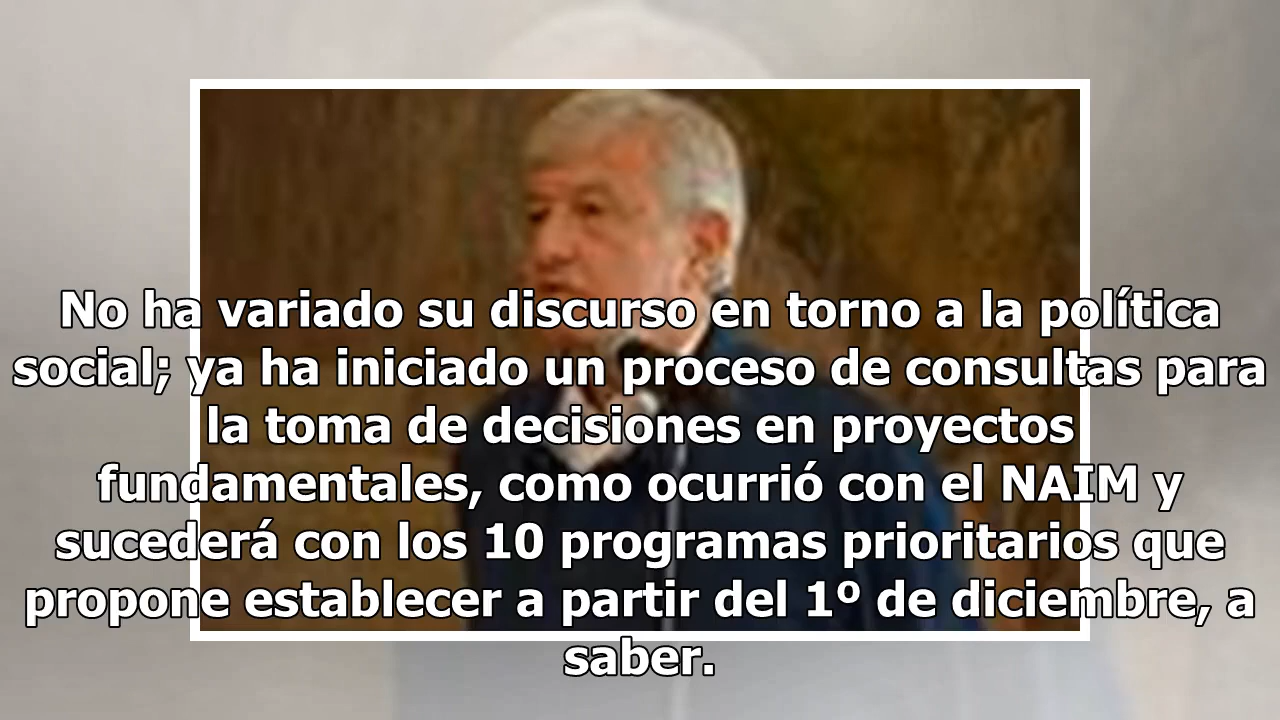 No ha variado su discurso en torno a la política
social; ya ha iniciado un proceso de consultas para
la toma de decisiones en proyectos
fundamentales, como ocurrió con el NAIM y
sucederá con los 10 programas prioritarios que
propone establecer a partir del 1º de diciembre, a
saber.